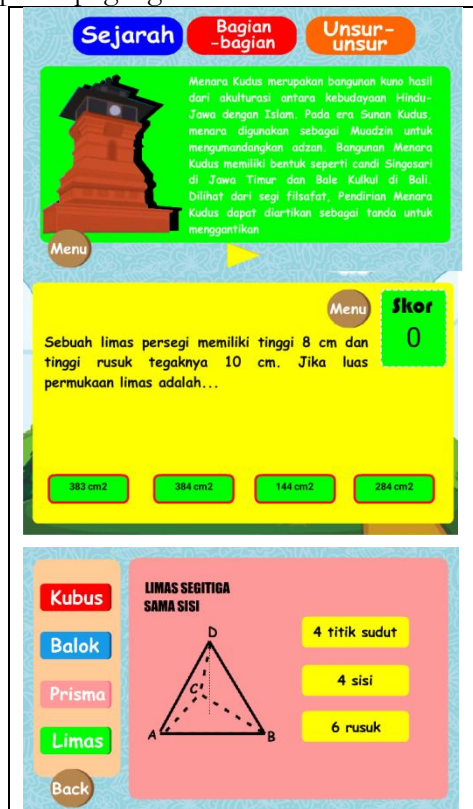 Sejarah
Bagian
-bagian
Unsur-
unsur
Menara Kudus merupakan bangunan kuno hasil
dari akulturasi antara kebudayaan Hindu-
Jawa dengan Islam. Pada era Sunan Kudus,
menara digunakan sebagai Muadzin untuk
mengumandangkan adzan. Bangunan Menara
Kudus memiliki bentuk seperti candi Singosari
di Jawa Timur dan Bale Kulkul di Bali.
Dilihat dari segi filsafat, Pendirian Menara
Kudus dapat diartikan sebagai tanda untuk
menggantikan
Menu
Menu
Skor
0
Sebuah limas persegi memiliki tinggi 8 cm dan
tinggi rusuk tegaknya 10 cm. Jika luas
permukaan limas adalah...
383 cm2
384 cm2
144 cm2
284 cm2
Kubus
Balok
Prisma
Limas
Back
LIMAS SEGITIGA
SAMA SISI
D
C
A
B
4 titik sudut
4 sisi
6 rusuk